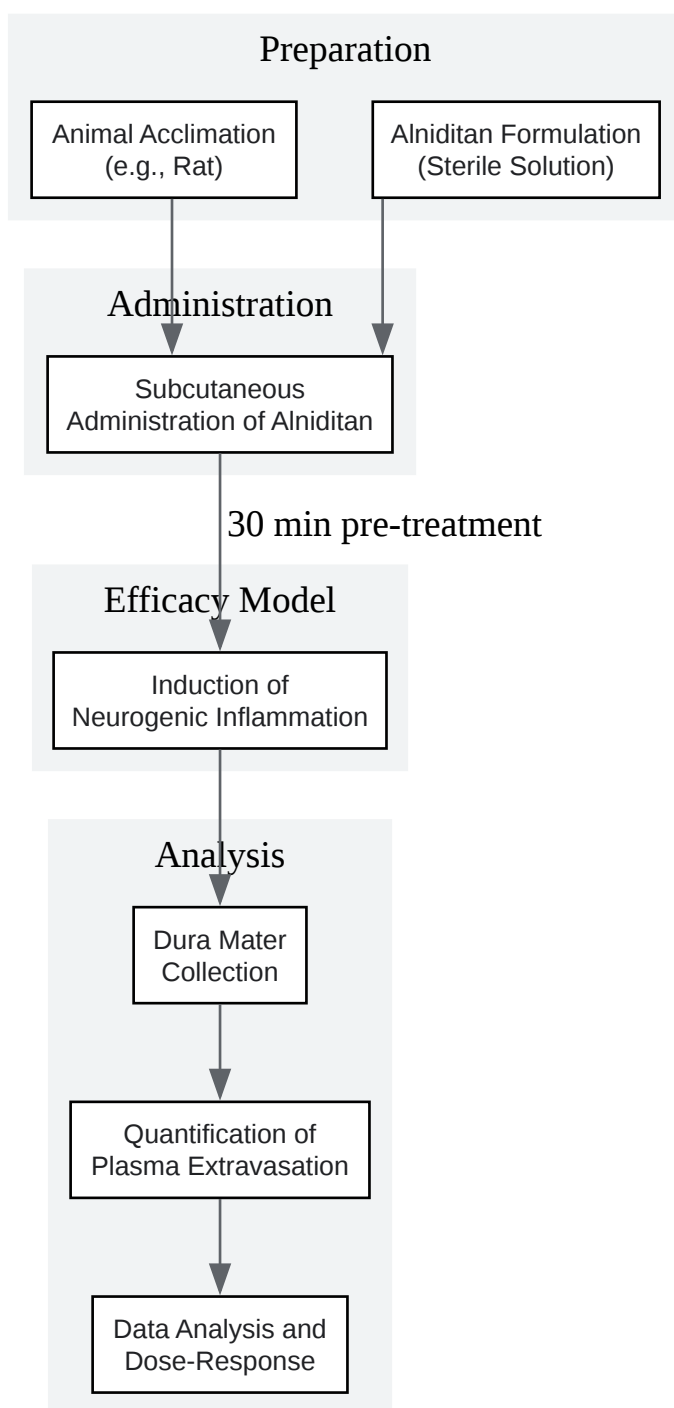 Preparation
Animal Acclimation
(e.g., Rat)
Alniditan Formulation
(Sterile Solution)
Administration
Subcutaneous
Administration of Alniditan
30 min pre-treatment
Efficacy Model
Induction of
Neurogenic Inflammation
Analysis
Dura Mater
Collection
Quantification of
Plasma Extravasation
Data Analysis and
Dose-Response